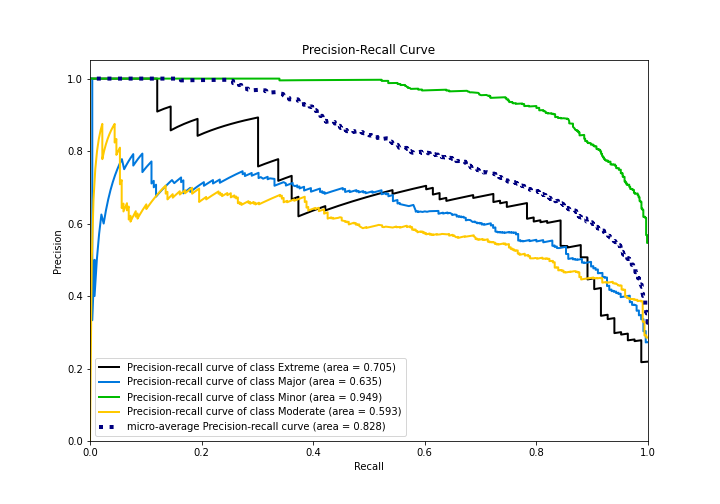 Precision-Recall Curve
1.0
0.8
0.6
0.4
0.2
0.0
Precision
Precision-recall curve of class Extreme (area = 0.705)
Precision-recall curve of class Major (area = 0.635)
Precision-recall curve of class Minor (area = 0.949)
Precision-recall curve of class Moderate (area = 0.593)
micro-average Precision-recall curve (area = 0.828)
0.0 0.2 0.4 0.6 0.8 1.0
Recall